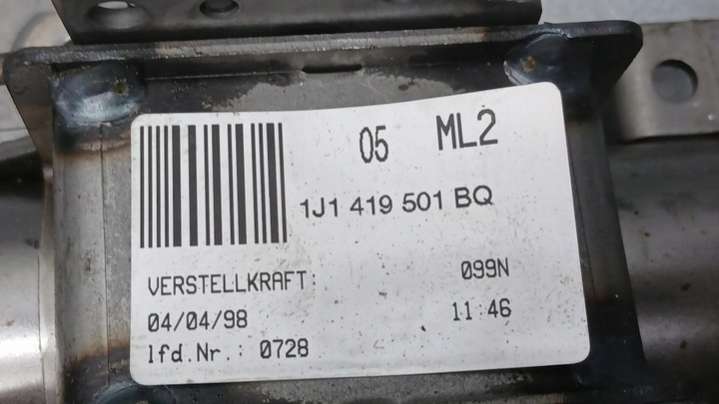 05 ML2
1J1 419 501 BQ
VERSTELLKRAFT: 099N
04/04/98 11:46
lfd.Nr.: 0728